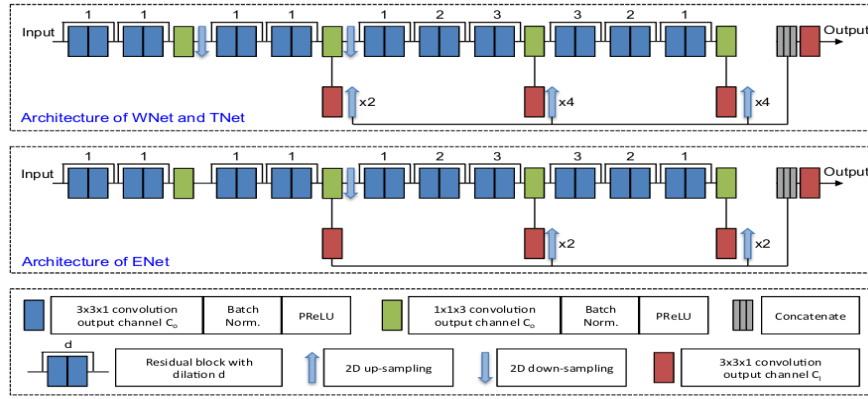 1 1 1 1 1 2 3 3 2 1
Input
Output
x2 x4 x4
Architecture of WNet and TNet
1 1 1 1 1 2 3 3 2 1
Input
Output
x2 x2
Architecture of ENet
3x3x1 convolution
output channel Co
Batch
Norm.
PReLU
1x1x3 convolution
output channel Co
Batch
Norm.
PReLU
Concatenate
d
Residual block with
dilation d
2D up-sampling
2D down-sampling
3x3x1 convolution
output channel Cl